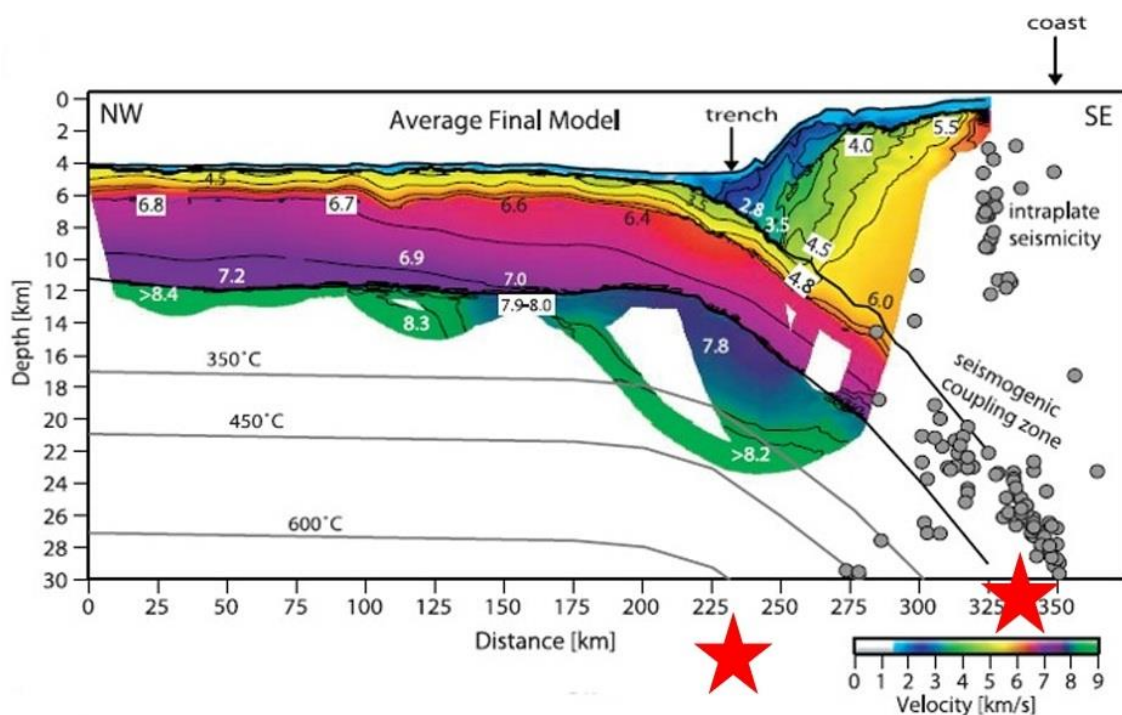 coast
NW
Average Final Model
trench
SE
0
2
4
6
8
10
12
14
16
18
20
22
24
26
28
30
Depth [km]
4.5
6.8
6.7
6.6
6.4
3.5
2.8
3.5
4.0
5.5
4.5
4.8
6.0
6.9
7.0
7.2
7.9-8.0
>8.4
8.3
7.8
>8.2
intraplate
seismicity
seismogenic
coupling zone
350°C
450°C
600°C
0 25 50 75 100 125 150 175 200 225 250 275 300 325 350
Distance [km]
0 1 2 3 4 5 6 7 8 9
Velocity [km/s]